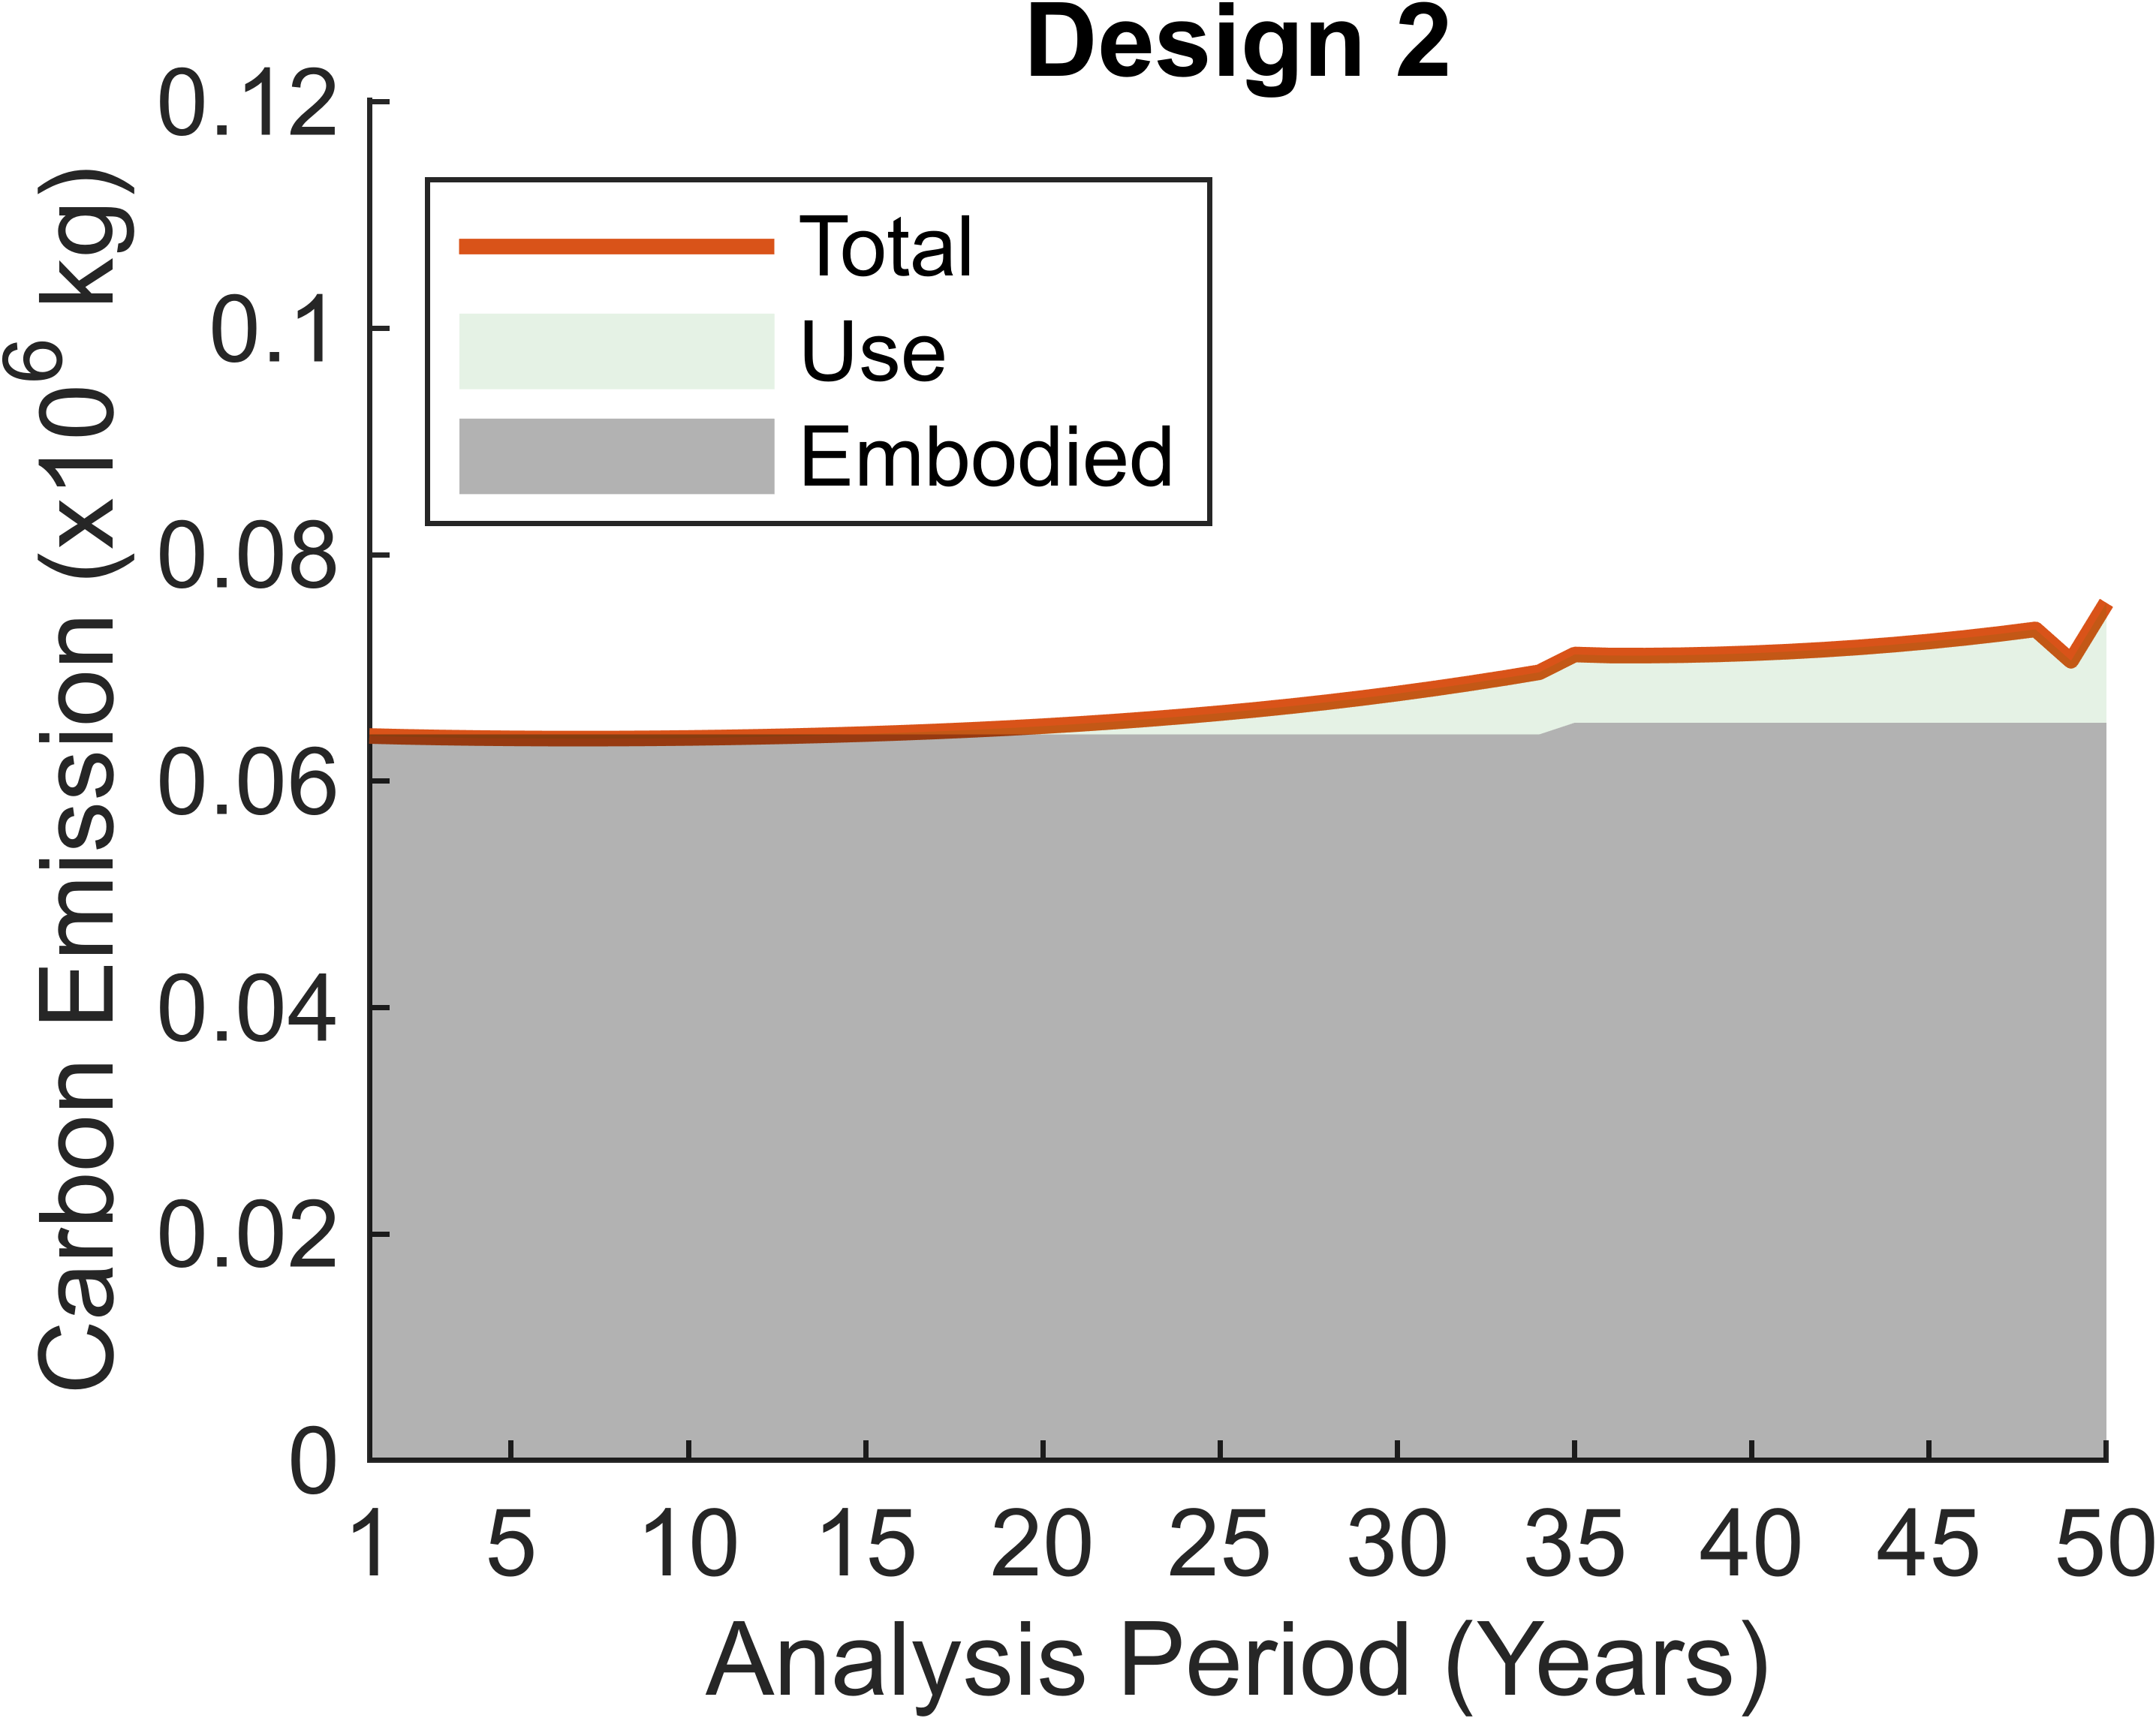 Design 2
Carbon Emission (x10^6 kg)
0.12
0.1
0.08
0.06
0.04
0.02
0
Total
Use
Embodied
1 5 10 15 20 25 30 35 40 45 50
Analysis Period (Years)